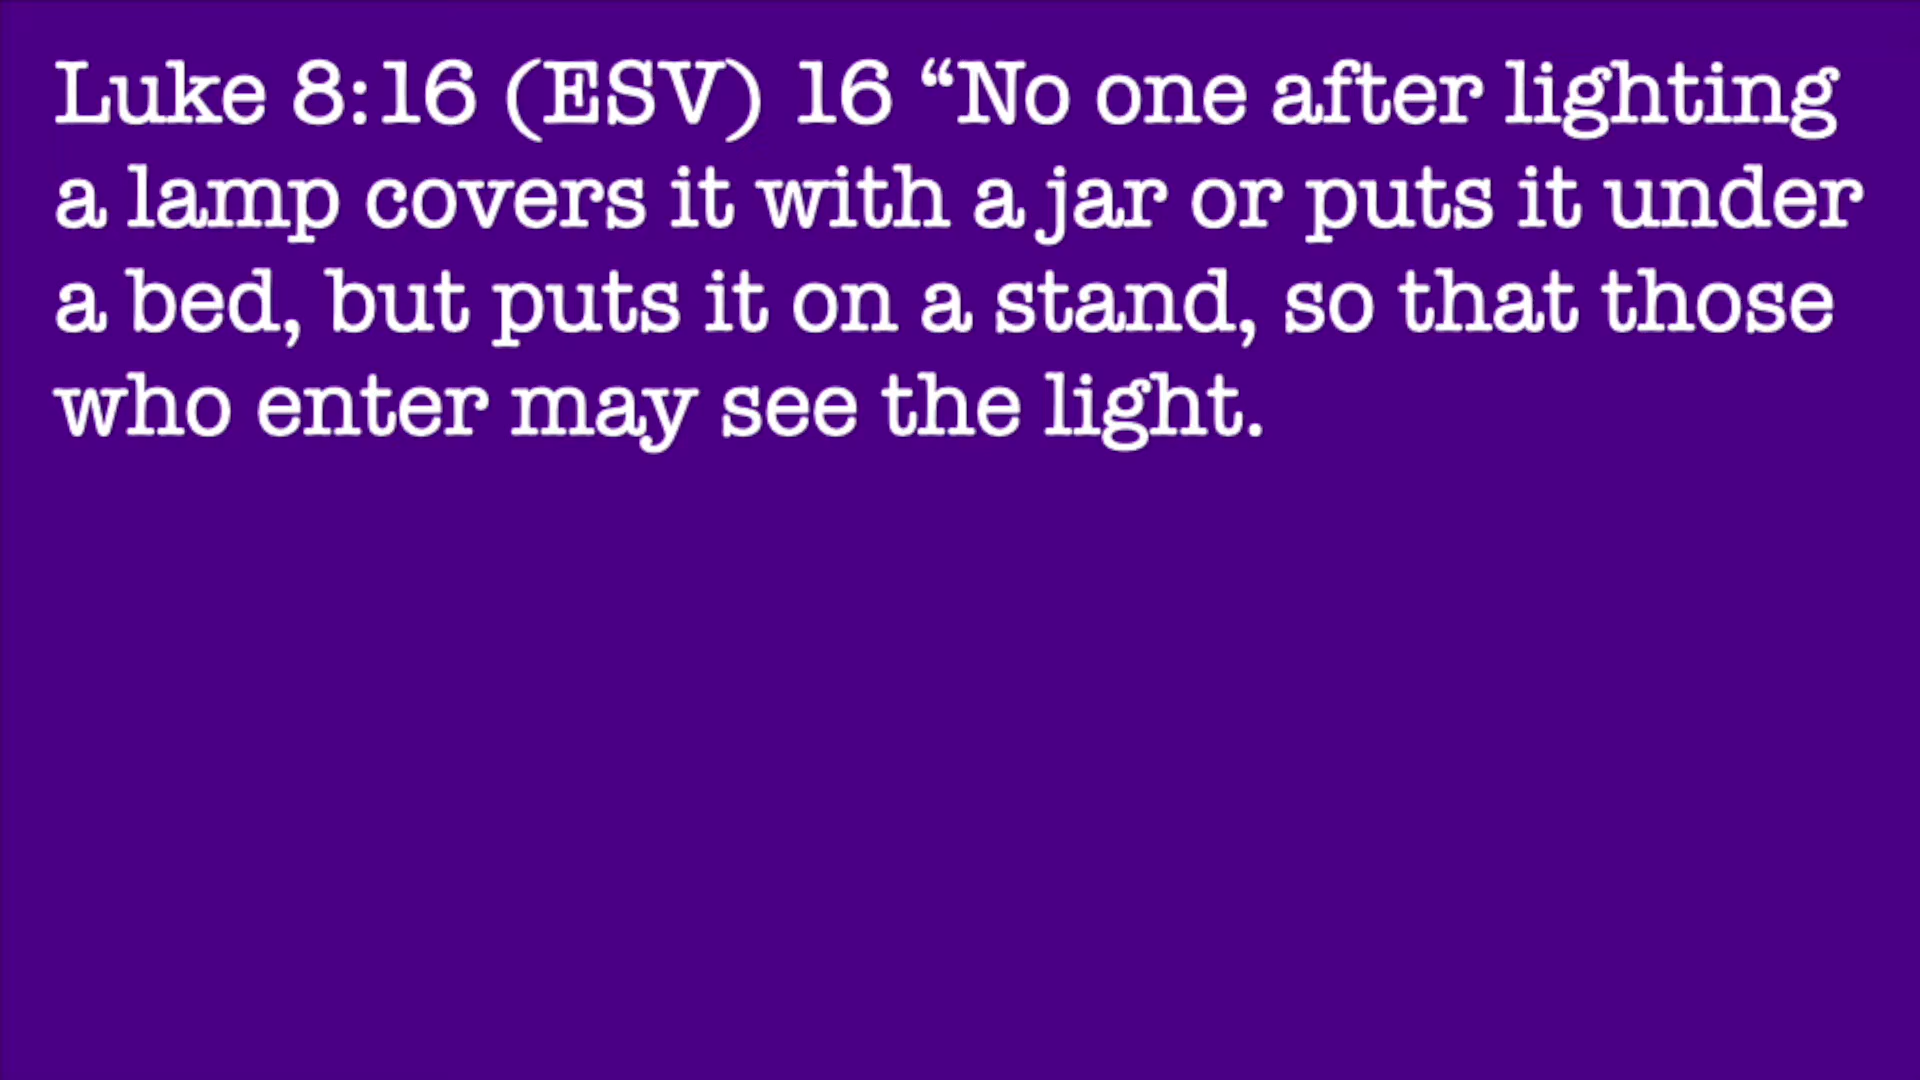 Luke 8:16 (ESV) 16 “No one after lighting
a lamp covers it with a jar or puts it under
a bed, but puts it on a stand, so that those
who enter may see the light.